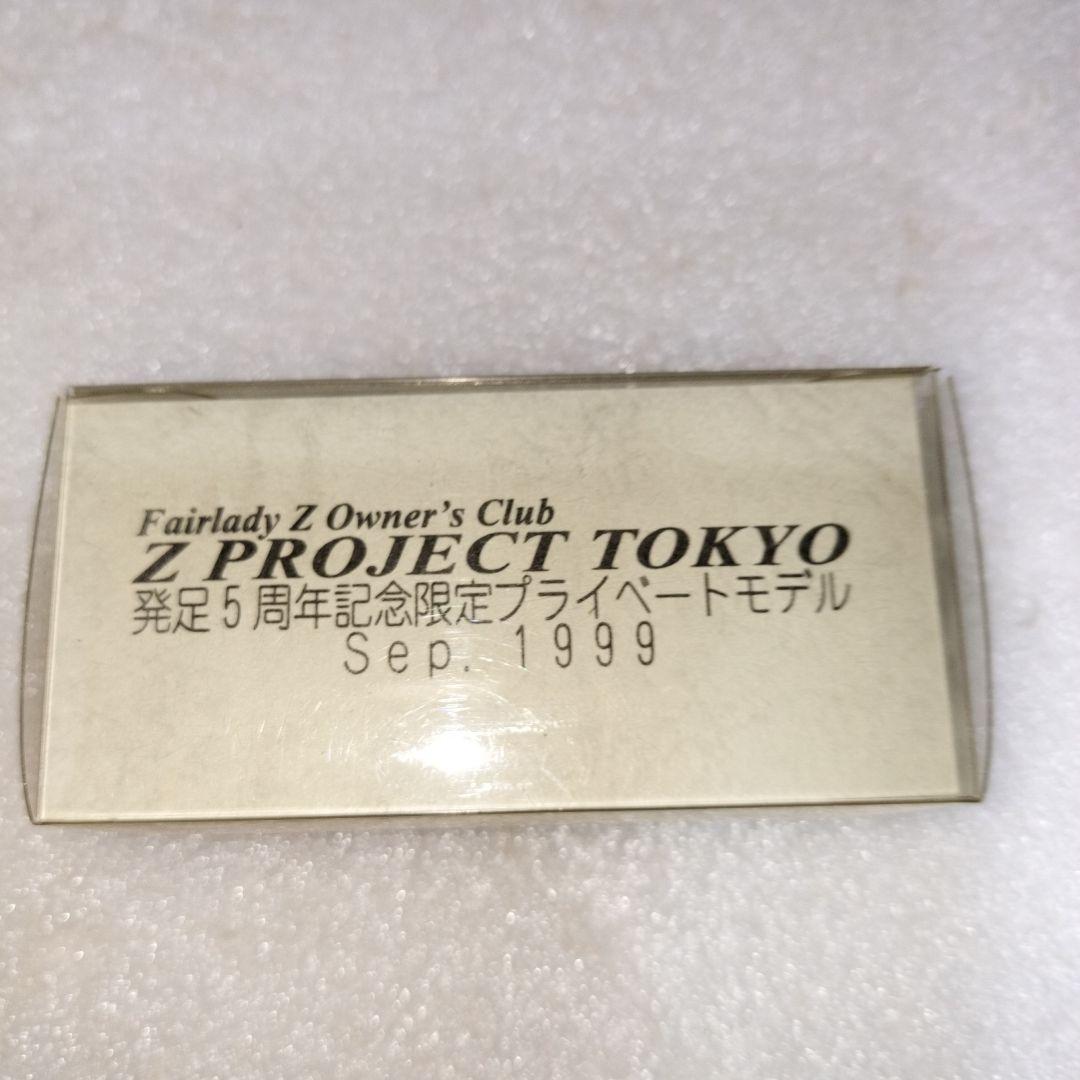 Fairlady Z Owner's Club
Z PROJECT TOKYO
発足5周年記念限定プライベートモデル
Sep. 1999